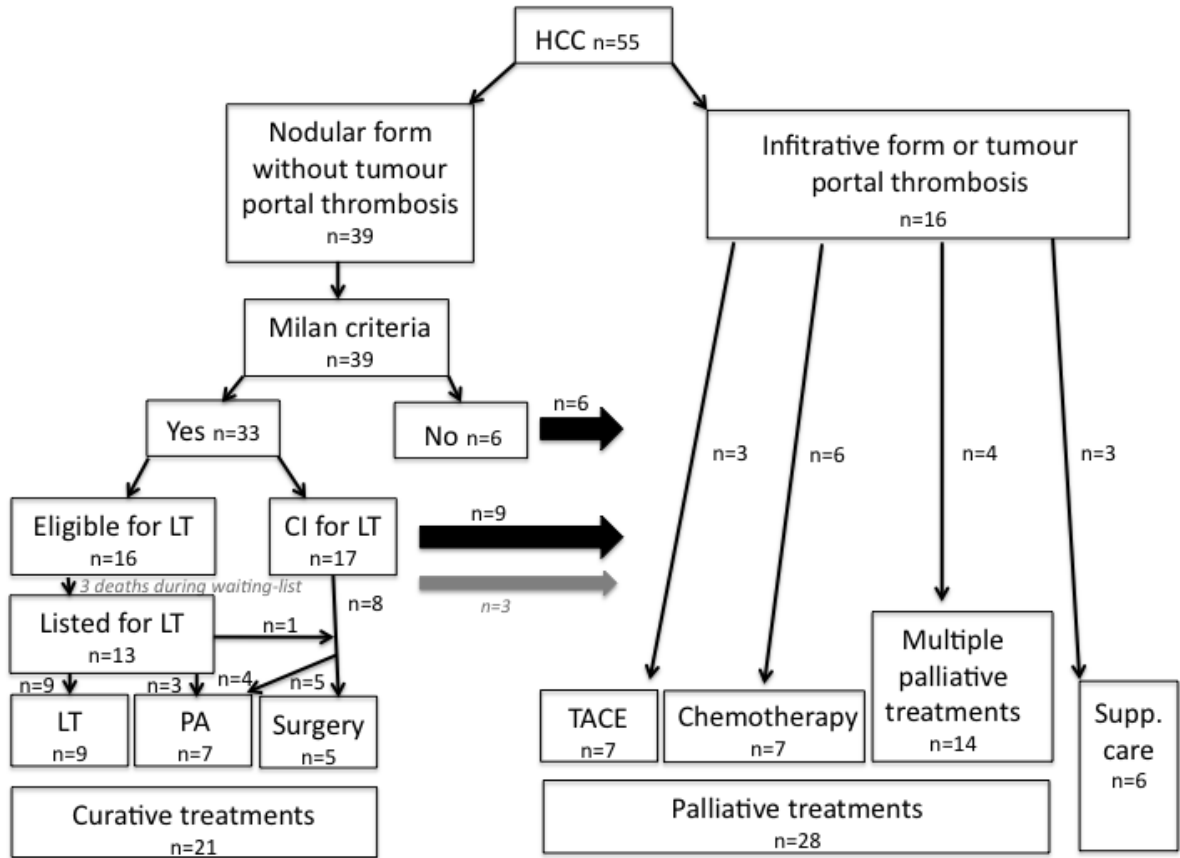 HCC n=55
Nodular form
without tumour
portal thrombosis
n=39
Infitrative form or tumour
portal thrombosis
n=16
Milan criteria
n=39
Yes n=33
No n=6
n=6
n=3
n=6
n=4
n=3
Eligible for LT
n=16
CI for LT
n=17
n=9
3 deaths during waiting-list
n=3
n=8
Listed for LT
n=13
n=1
n=9
n=3
n=4
n=5
LT
n=9
PA
n=7
Surgery
n=5
TACE
n=7
Chemotherapy
n=7
Multiple
palliative
treatments
n=14
Supp.
care
n=6
Curative treatments
n=21
Palliative treatments
n=28